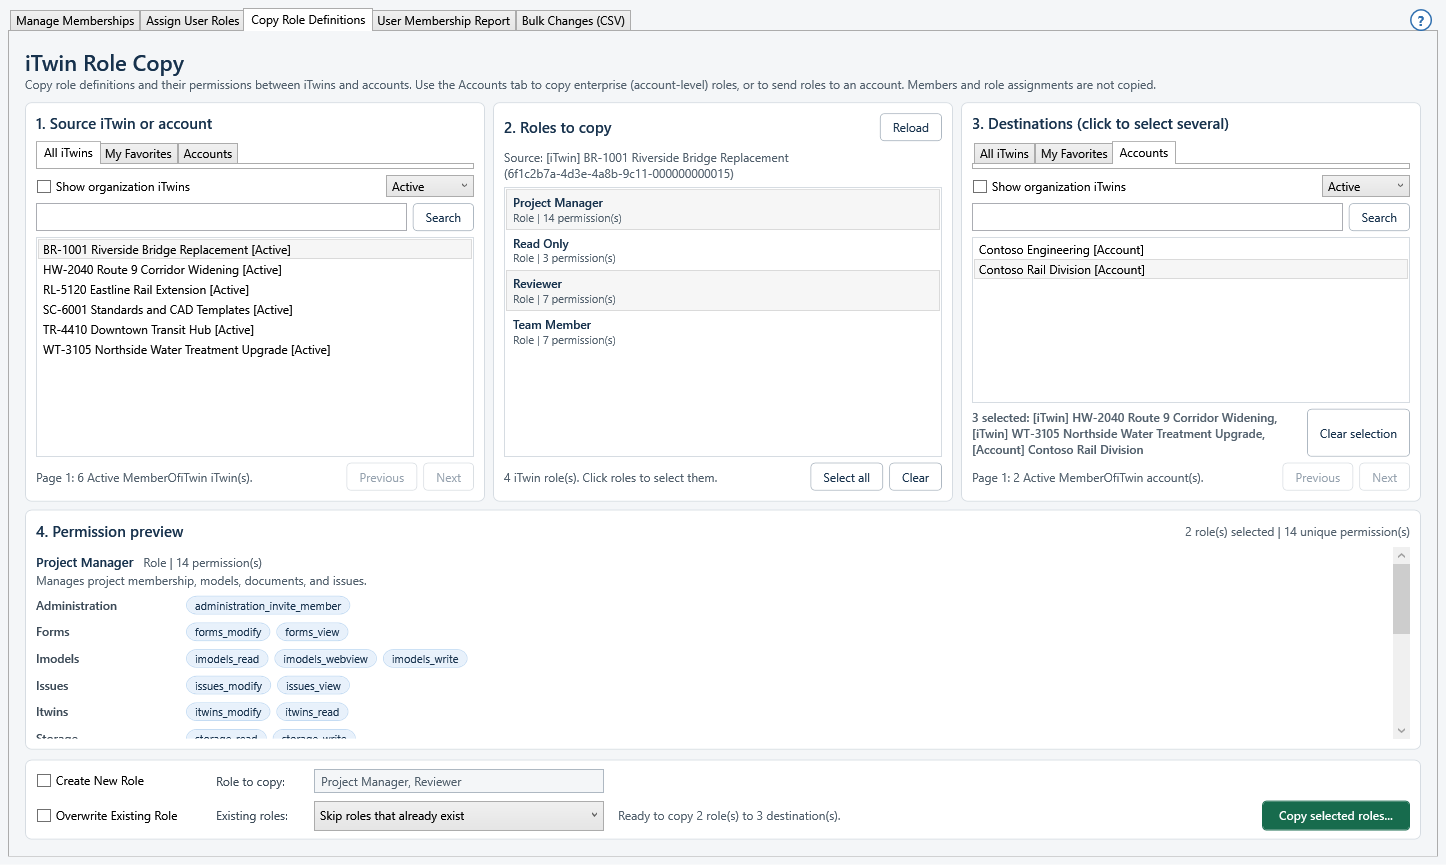 Manage Memberships
Assign User Roles
Copy Role Definitions
User Membership Report
Bulk Changes (CSV)
?
iTwin Role Copy
Copy role definitions and their permissions between iTwins and accounts. Use the Accounts tab to copy enterprise (account-level) roles, or to send roles to an account. Members and role assignments are not copied.
1. Source iTwin or account
All iTwins
My Favorites
Accounts
Show organization iTwins
Active
Search
BR-1001 Riverside Bridge Replacement [Active]
HW-2040 Route 9 Corridor Widening [Active]
RL-5120 Eastline Rail Extension [Active]
SC-6001 Standards and CAD Templates [Active]
TR-4410 Downtown Transit Hub [Active]
WT-3105 Northside Water Treatment Upgrade [Active]
Page 1: 6 Active MemberOfiTwin iTwin(s).
Previous
Next
2. Roles to copy
Reload
Source: [iTwin] BR-1001 Riverside Bridge Replacement
(6f1c2b7a-4d3e-4a8b-9c11-000000000015)
Project Manager
Role | 14 permission(s)
Read Only
Role | 3 permission(s)
Reviewer
Role | 7 permission(s)
Team Member
Role | 7 permission(s)
4 iTwin role(s). Click roles to select them.
Select all
Clear
3. Destinations (click to select several)
All iTwins
My Favorites
Accounts
Show organization iTwins
Active
Search
Contoso Engineering [Account]
Contoso Rail Division [Account]
3 selected: [iTwin] HW-2040 Route 9 Corridor Widening,
[iTwin] WT-3105 Northside Water Treatment Upgrade,
[Account] Contoso Rail Division
Clear selection
Page 1: 2 Active MemberOfiTwin account(s).
Previous
Next
4. Permission preview
2 role(s) selected | 14 unique permission(s)
Project Manager Role | 14 permission(s)
Manages project membership, models, documents, and issues.
Administration administration_invite_member
Forms forms_modify forms_view
Imodels imodels_read imodels_webview imodels_write
Issues issues_modify issues_view
Itwins itwins_modify itwins_read
Storage storage_read storage_write
Create New Role
Role to copy: Project Manager, Reviewer
Overwrite Existing Role
Existing roles: Skip roles that already exist
Ready to copy 2 role(s) to 3 destination(s).
Copy selected roles...